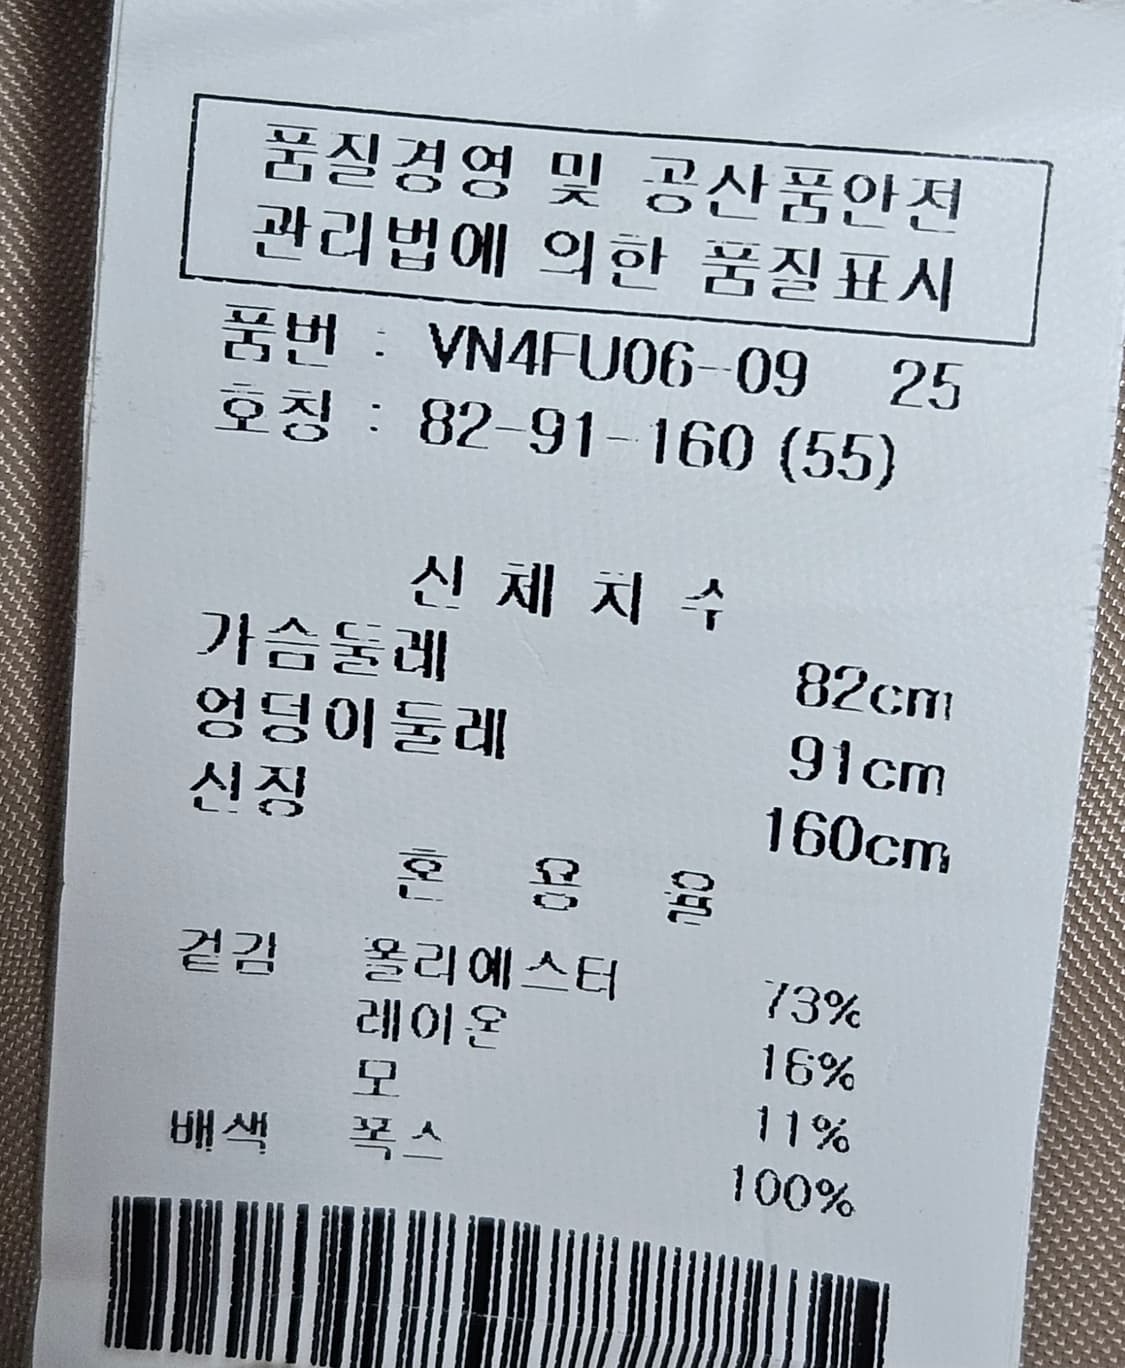 품질경영 및 공산품안전
관리법에 의한 품질표시
품번 : VN4FU06-09 25
호칭 : 82-91-160 (55)
신 체 치 수
가슴둘레 82cm
엉덩이둘레 91cm
신장 160cm
혼 용 율
겉감 폴리에스터 73%
레이온 16%
모 11%
배색 폭스 100%